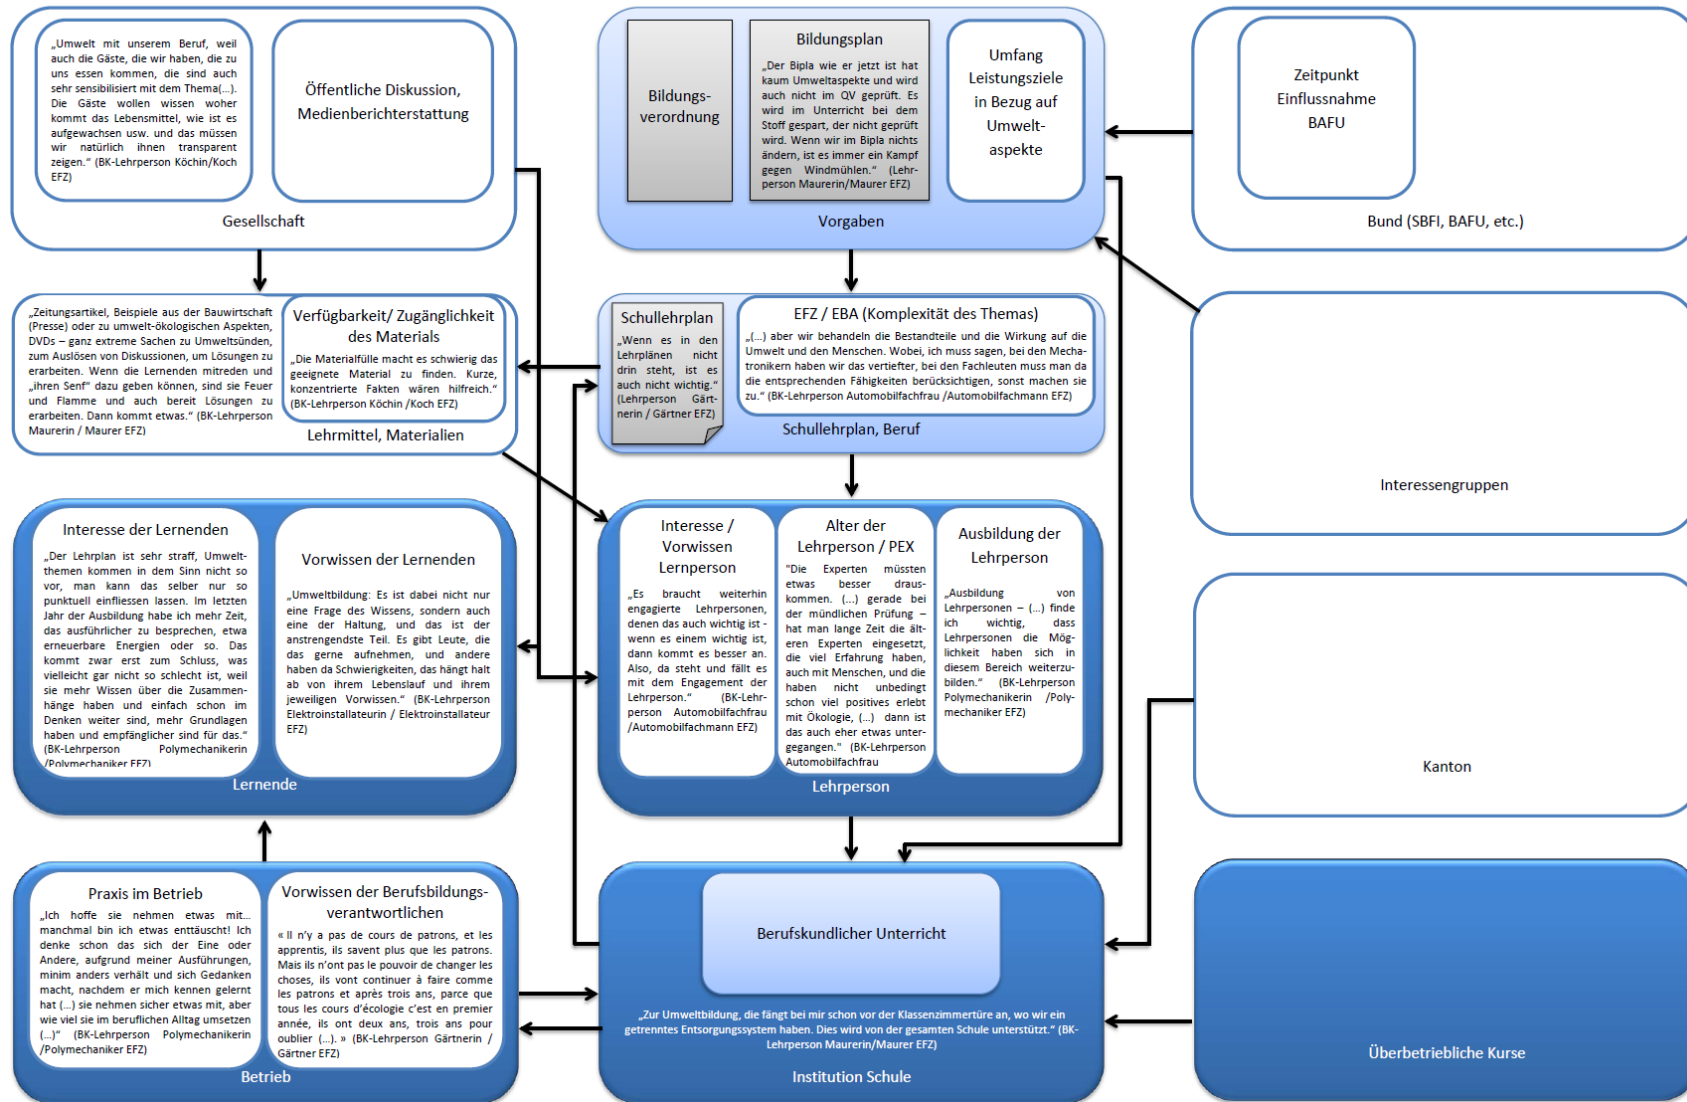 „Umwelt mit unserem Beruf, weil
auch die Gäste, die wir haben, die zu
uns essen kommen, die sind auch
sehr sensibilisiert mit dem Thema(…).
Die Gäste wollen wissen woher
kommt das Lebensmittel, wie ist es
aufgewachsen usw. und das müssen
wir natürlich ihnen transparent
zeigen.“ (BK-Lehrperson Köchin/Koch
EFZ)
Öffentliche Diskussion,
Medienberichterstattung
Gesellschaft
Bildungs-
verordnung
Bildungsplan
„Der Bipla wie er jetzt ist hat
kaum Umweltaspekte und wird
auch nicht im QV geprüft. Es
wird im Unterricht bei dem
Stoff gespart, der nicht geprüft
wird. Wenn wir im Bipla nichts
ändern, ist es immer ein Kampf
gegen Windmühlen.“ (Lehr-
person Maurerin/Maurer EFZ)
Umfang
Leistungsziele
in Bezug auf
Umwelt-
aspekte
Vorgaben
Zeitpunkt
Einflussnahme
BAFU
Bund (SBFI, BAFU, etc.)
„Zeitungsartikel, Beispiele aus der Bauwirtschaft
(Presse) oder zu umwelt-ökologischen Aspekten,
DVDs – ganz extreme Sachen zu Umweltsünden,
zum Auslösen von Diskussionen, um Lösungen zu
erarbeiten. Wenn die Lernenden mitreden und
„ihren Senf“ dazu geben können, sind sie Feuer
und Flamme und auch bereit Lösungen zu
erarbeiten. Dann kommt etwas.“ (BK-Lehrperson
Maurerin / Maurer EFZ)
Verfügbarkeit/ Zugänglichkeit
des Materials
„Die Materialfülle macht es schwierig das
geeignete Material zu finden. Kurze,
konzentrierte Fakten wären hilfreich.“
(BK-Lehrperson Köchin /Koch EFZ)
Lehrmittel, Materialien
Schullehrplan
„Wenn es in den
Lehrplänen nicht
drin steht, ist es
auch nicht wichtig.“
(Lehrperson Gärt-
nerin / Gärtner EFZ)
EFZ / EBA (Komplexität des Themas)
„(…) aber wir behandeln die Bestandteile und die Wirkung auf die
Umwelt und den Menschen. Wobei, ich muss sagen, bei den Mecha-
tronikern haben wir das vertiefter, bei den Fachleuten muss man da
die entsprechenden Fähigkeiten berücksichtigen, sonst machen sie
zu.“ (BK-Lehrperson Automobilfachfrau /Automobilfachmann EFZ)
Schullehrplan, Beruf
Interessengruppen
Interesse der Lernenden
„Der Lehrplan ist sehr straff, Umwelt-
themen kommen in dem Sinn nicht so
vor, man kann das selber nur so
punktuell einfliessen lassen. Im letzten
Jahr der Ausbildung habe ich mehr Zeit,
das ausführlicher zu besprechen, etwa
erneuerbare Energien oder so. Das
kommt zwar erst zum Schluss, was
vielleicht gar nicht so schlecht ist, weil
sie mehr Wissen über die Zusammen-
hänge haben und einfach schon im
Denken weiter sind, mehr Grundlagen
haben und empfänglicher sind für das.“
(BK-Lehrperson Polymechanikerin
/Polymechaniker EFZ)
Vorwissen der Lernenden
„Umweltbildung: Es ist dabei nicht nur
eine Frage des Wissens, sondern auch
eine der Haltung, und das ist der
anstrengendste Teil. Es gibt Leute, die
das gerne aufnehmen, und andere
haben da Schwierigkeiten, das hängt halt
ab von ihrem Lebenslauf und ihrem
jeweiligen Vorwissen.“ (BK-Lehrperson
Elektroinstallateurin / Elektroinstallateur
EFZ)
Lernende
Interesse /
Vorwissen
Lernperson
„Es braucht weiterhin
engagierte Lehrpersonen,
denen das auch wichtig ist -
wenn es einem wichtig ist,
dann kommt es besser an.
Also, da steht und fällt es
mit dem Engagement der
Lehrperson.“ (BK-Lehr-
person Automobilfachfrau
/Automobilfachmann EFZ)
Alter der
Lehrperson / PEX
"Die Experten müssten
etwas besser draus-
kommen. (…) gerade bei
der mündlichen Prüfung –
hat man lange Zeit die älte-
ren Experten eingesetzt,
die viel Erfahrung haben,
auch mit Menschen, und die
haben nicht unbedingt
schon viel positives erlebt
mit Ökologie, (…) dann ist
das auch eher etwas unter-
gegangen." (BK-Lehrperson
Automobilfachfrau
Ausbildung der
Lehrperson
„Ausbildung von
Lehrpersonen – (…) finde
ich wichtig, dass
Lehrpersonen die Mög-
lichkeit haben sich in
diesem Bereich weiterzu-
bilden.“ (BK-Lehrperson
Polymechanikerin /Poly-
mechaniker EFZ)
Lehrperson
Kanton
Praxis im Betrieb
„Ich hoffe sie nehmen etwas mit…
manchmal bin ich etwas enttäuscht! Ich
denke schon das sich der Eine oder
Andere, aufgrund meiner Ausführungen,
minim anders verhält und sich Gedanken
macht, nachdem er mich kennen gelernt
hat (…) sie nehmen sicher etwas mit, aber
wie viel sie im beruflichen Alltag umsetzen
(…)“ (BK-Lehrperson Polymechanikerin
/Polymechaniker EFZ)
Vorwissen der Berufsbildungs-
verantwortlichen
« Il n’y a pas de cours de patrons, et les
apprentis, ils savent plus que les patrons.
Mais ils n’ont pas le pouvoir de changer les
choses, ils vont continuer à faire comme
les patrons et après trois ans, parce que
tous les cours d’écologie c’est en premier
année, ils ont deux ans, trois ans pour
oublier (…). » (BK-Lehrperson Gärtnerin /
Gärtner EFZ)
Betrieb
Berufskundlicher Unterricht
„Zur Umweltbildung, die fängt bei mir schon vor der Klassenzimmertüre an, wo wir ein
getrenntes Entsorgungssystem haben. Dies wird von der gesamten Schule unterstützt.“ (BK-
Lehrperson Maurerin/Maurer EFZ)
Institution Schule
Überbetriebliche Kurse